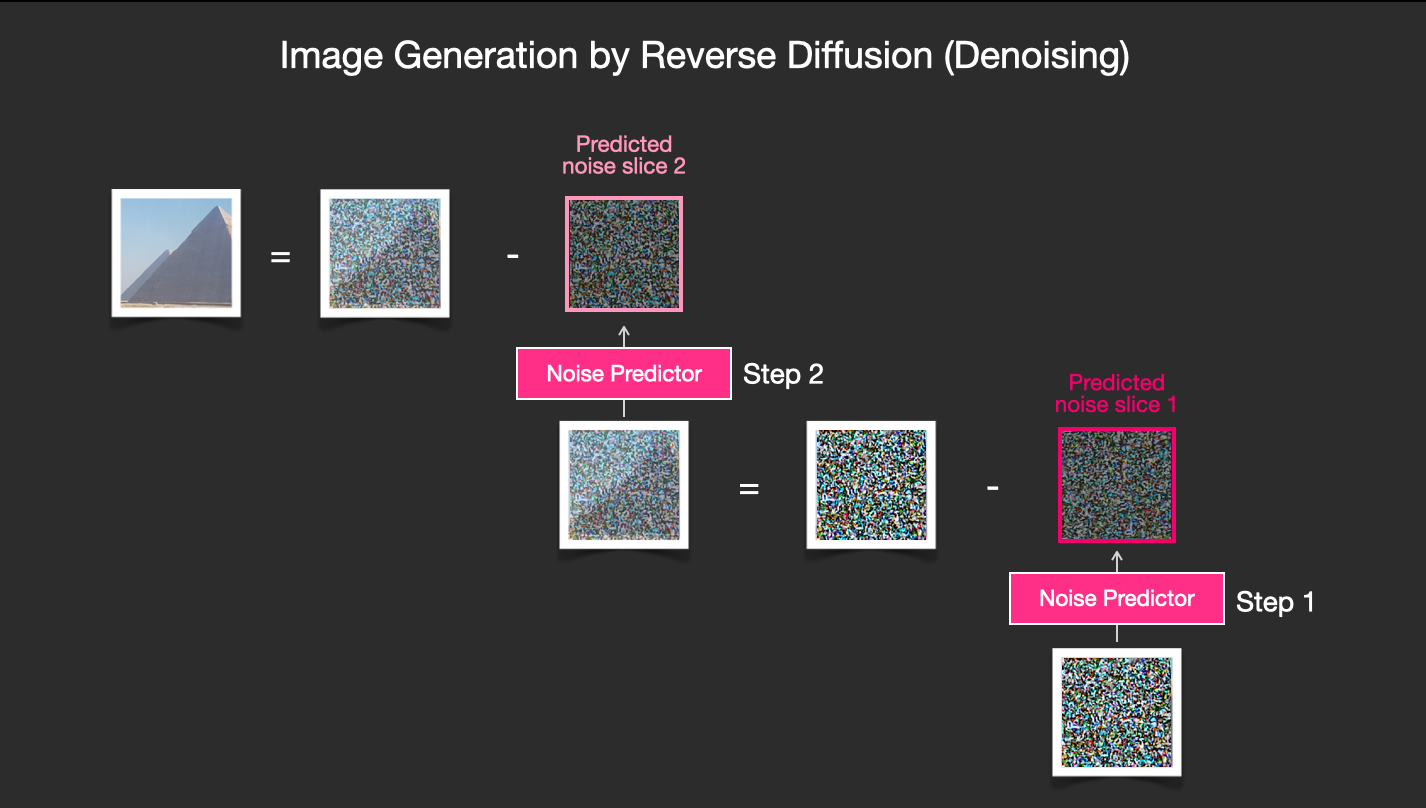 Image Generation by Reverse Diffusion (Denoising)
Predicted
noise slice 2
=
-
Noise Predictor
Step 2
Predicted
noise slice 1
=
-
Noise Predictor
Step 1